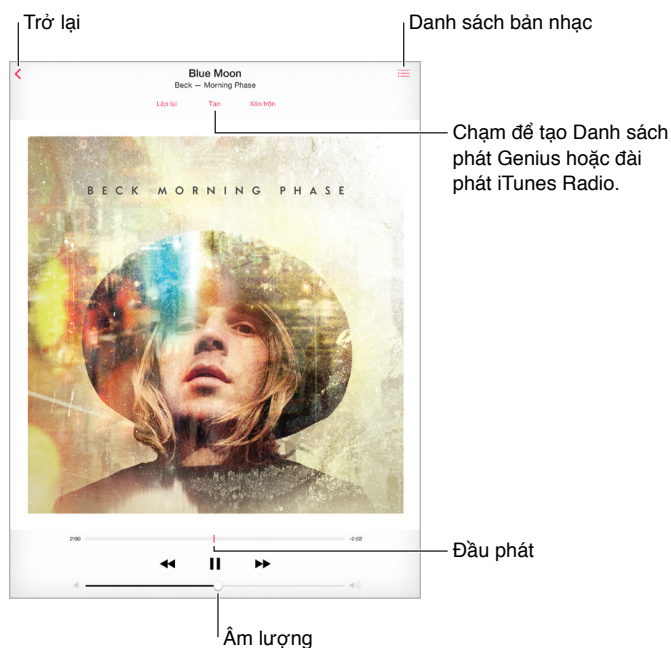 Trở lại
Danh sách bản nhạc
Blue Moon
Beck — Morning Phase
Lặp lại Tạo Xáo trộn
Chạm để tạo Danh sách
phát Genius hoặc đài
phát iTunes Radio.
BECK MORNING PHASE
2:00 -2:02
Đầu phát
Âm lượng